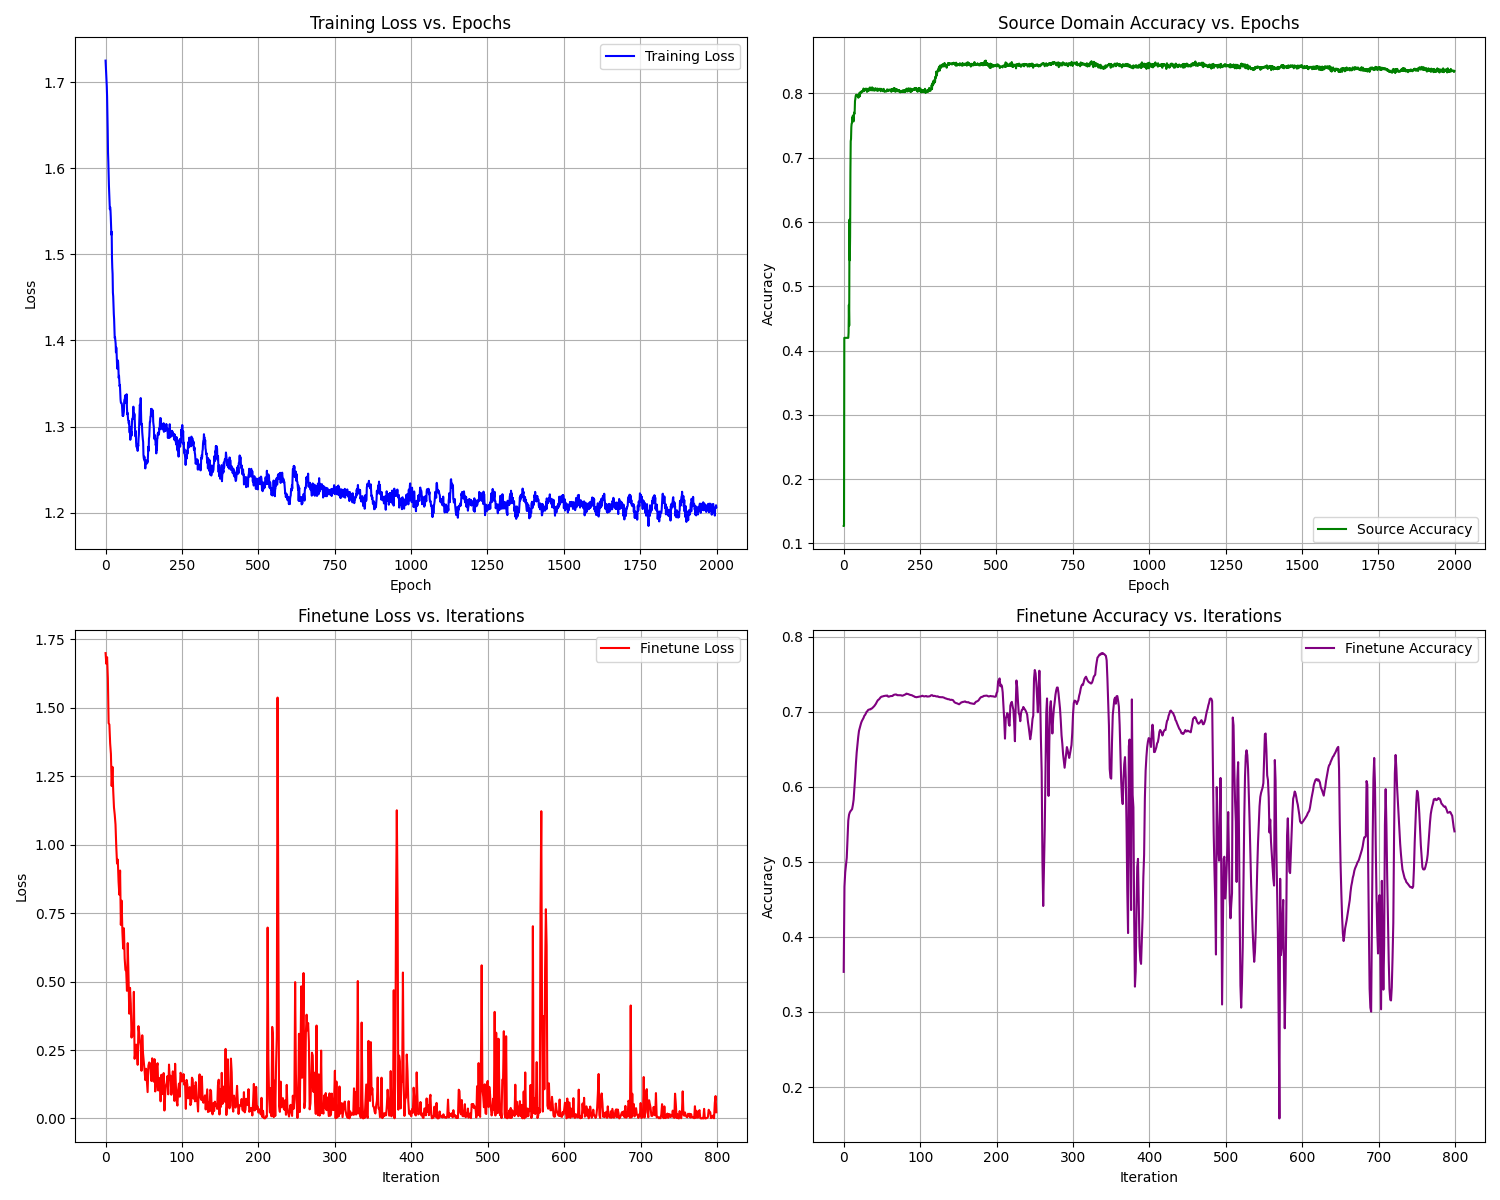 Training Loss vs. Epochs
Training Loss
1.7
1.6
1.5
1.4
1.3
1.2
Loss
0 250 500 750 1000 1250 1500 1750 2000
Epoch
Source Domain Accuracy vs. Epochs
0.8
0.7
0.6
0.5
0.4
0.3
0.2
0.1
Accuracy
Source Accuracy
0 250 500 750 1000 1250 1500 1750 2000
Epoch
Finetune Loss vs. Iterations
Finetune Loss
1.75
1.50
1.25
1.00
0.75
0.50
0.25
0.00
Loss
0 100 200 300 400 500 600 700 800
Iteration
Finetune Accuracy vs. Iterations
Finetune Accuracy
0.8
0.7
0.6
0.5
0.4
0.3
0.2
Accuracy
0 100 200 300 400 500 600 700 800
Iteration